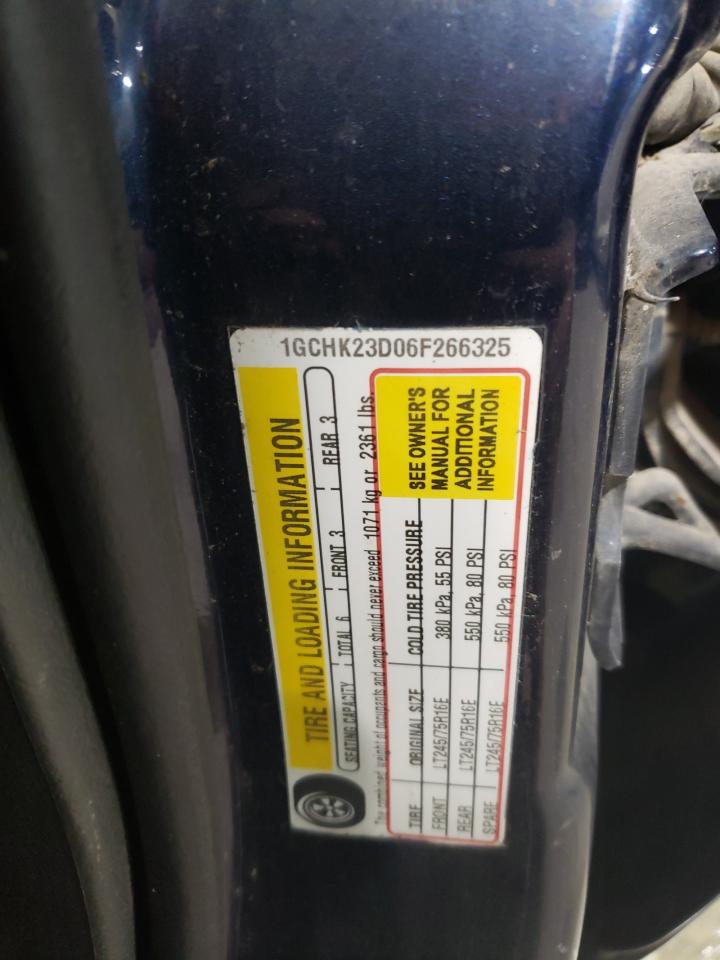 1GCHK23D06F266325
TIRE AND LOADING INFORMATION
SEATING CAPACITY TOTAL 6 FRONT 3 REAR 3
The combined weight of occupants and cargo should never exceed 1071 kg or 2361 lbs.
TIRE ORIGINAL SIZE COLD TIRE PRESSURE
FRONT LT245/75R16E 380 kPa, 55 PSI
REAR LT245/75R16E 550 kPa, 80 PSI
SPARE LT245/75R16E 550 kPa, 80 PSI
SEE OWNER'S
MANUAL FOR
ADDITIONAL
INFORMATION